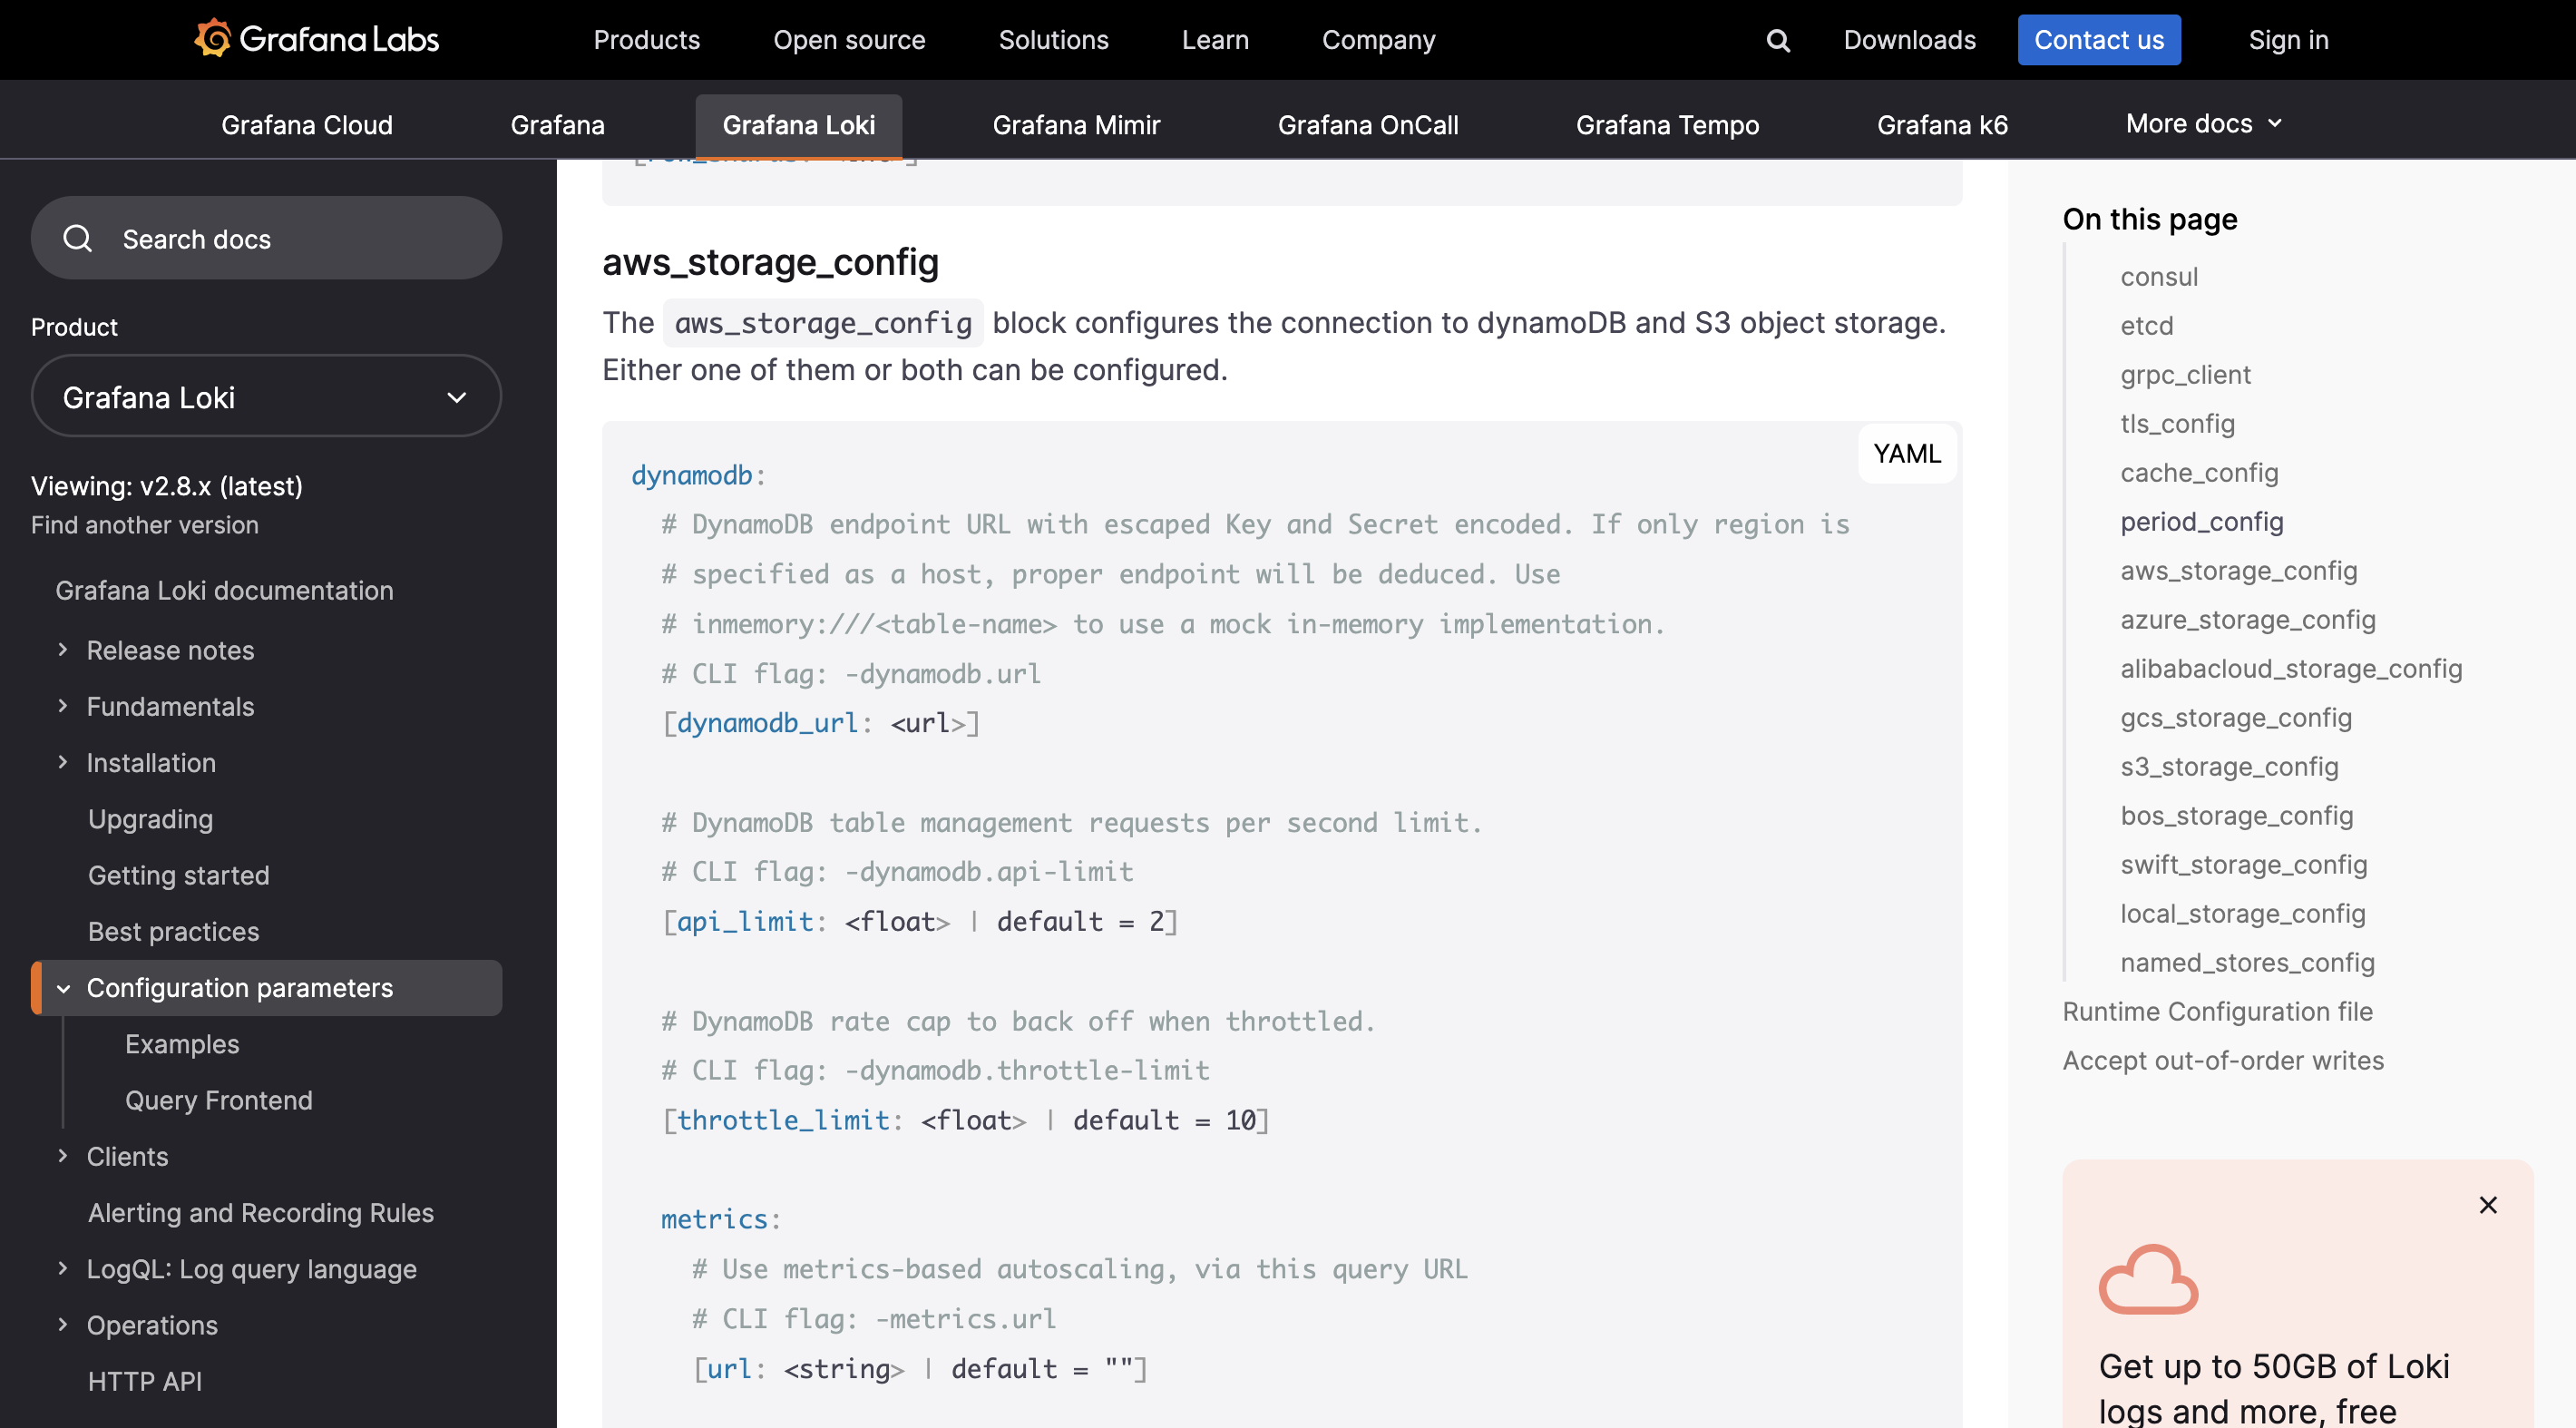 Grafana Labs
Products
Open source
Solutions
Learn
Company
Downloads
Contact us
Sign in
Grafana Cloud
Grafana
Grafana Loki
Grafana Mimir
Grafana OnCall
Grafana Tempo
Grafana k6
More docs
Search docs
Product
Grafana Loki
Viewing: v2.8.x (latest)
Find another version
Grafana Loki documentation
Release notes
Fundamentals
Installation
Upgrading
Getting started
Best practices
Configuration parameters
Examples
Query Frontend
Clients
Alerting and Recording Rules
LogQL: Log query language
Operations
HTTP API
aws_storage_config
The aws_storage_config block configures the connection to dynamoDB and S3 object storage.
Either one of them or both can be configured.
YAML
dynamodb:
# DynamoDB endpoint URL with escaped Key and Secret encoded. If only region is
# specified as a host, proper endpoint will be deduced. Use
# inmemory:///<table-name> to use a mock in-memory implementation.
# CLI flag: -dynamodb.url
[dynamodb_url: <url>]
# DynamoDB table management requests per second limit.
# CLI flag: -dynamodb.api-limit
[api_limit: <float> | default = 2]
# DynamoDB rate cap to back off when throttled.
# CLI flag: -dynamodb.throttle-limit
[throttle_limit: <float> | default = 10]
metrics:
# Use metrics-based autoscaling, via this query URL
# CLI flag: -metrics.url
[url: <string> | default = ""]
On this page
consul
etcd
grpc_client
tls_config
cache_config
period_config
aws_storage_config
azure_storage_config
alibabacloud_storage_config
gcs_storage_config
s3_storage_config
bos_storage_config
swift_storage_config
local_storage_config
named_stores_config
Runtime Configuration file
Accept out-of-order writes
Get up to 50GB of Loki
logs and more, free